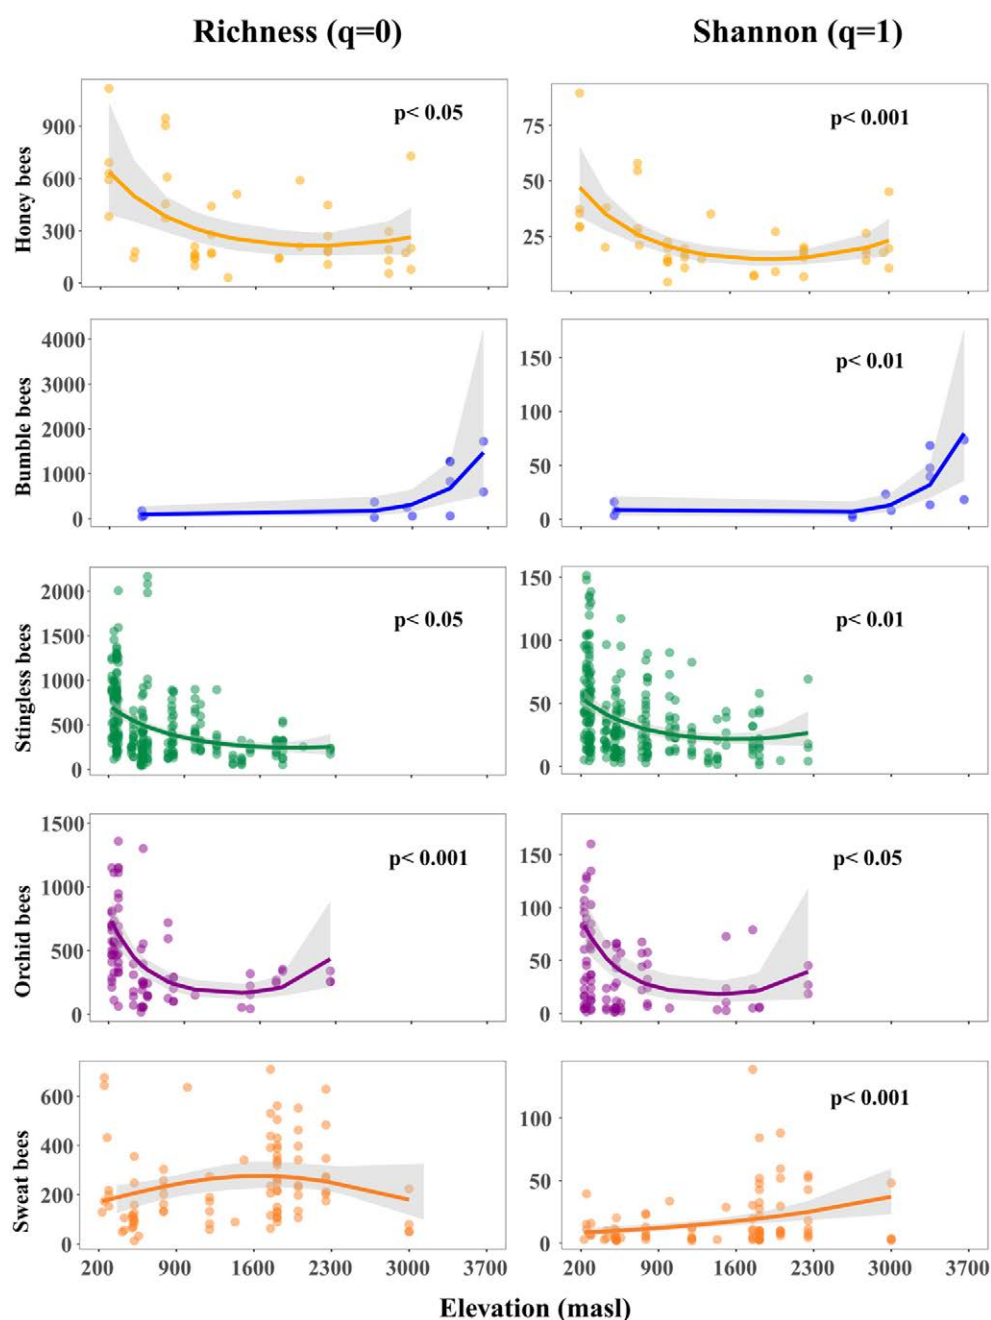 Richness (q=0) Shannon (q=1)
Honey bees
900
600
300
0
p< 0.05
75
50
25
p< 0.001
Bumble bees
4000
3000
2000
1000
0
150
100
50
0
p< 0.01
Stingless bees
2000
1500
1000
500
0
p< 0.05
150
100
50
0
p< 0.01
Orchid bees
1500
1000
500
0
p< 0.001
150
100
50
0
p< 0.05
Sweat bees
600
400
200
0
100
50
0
p< 0.001
200 900 1600 2300 3000 3700 200 900 1600 2300 3000 3700
Elevation (masl)